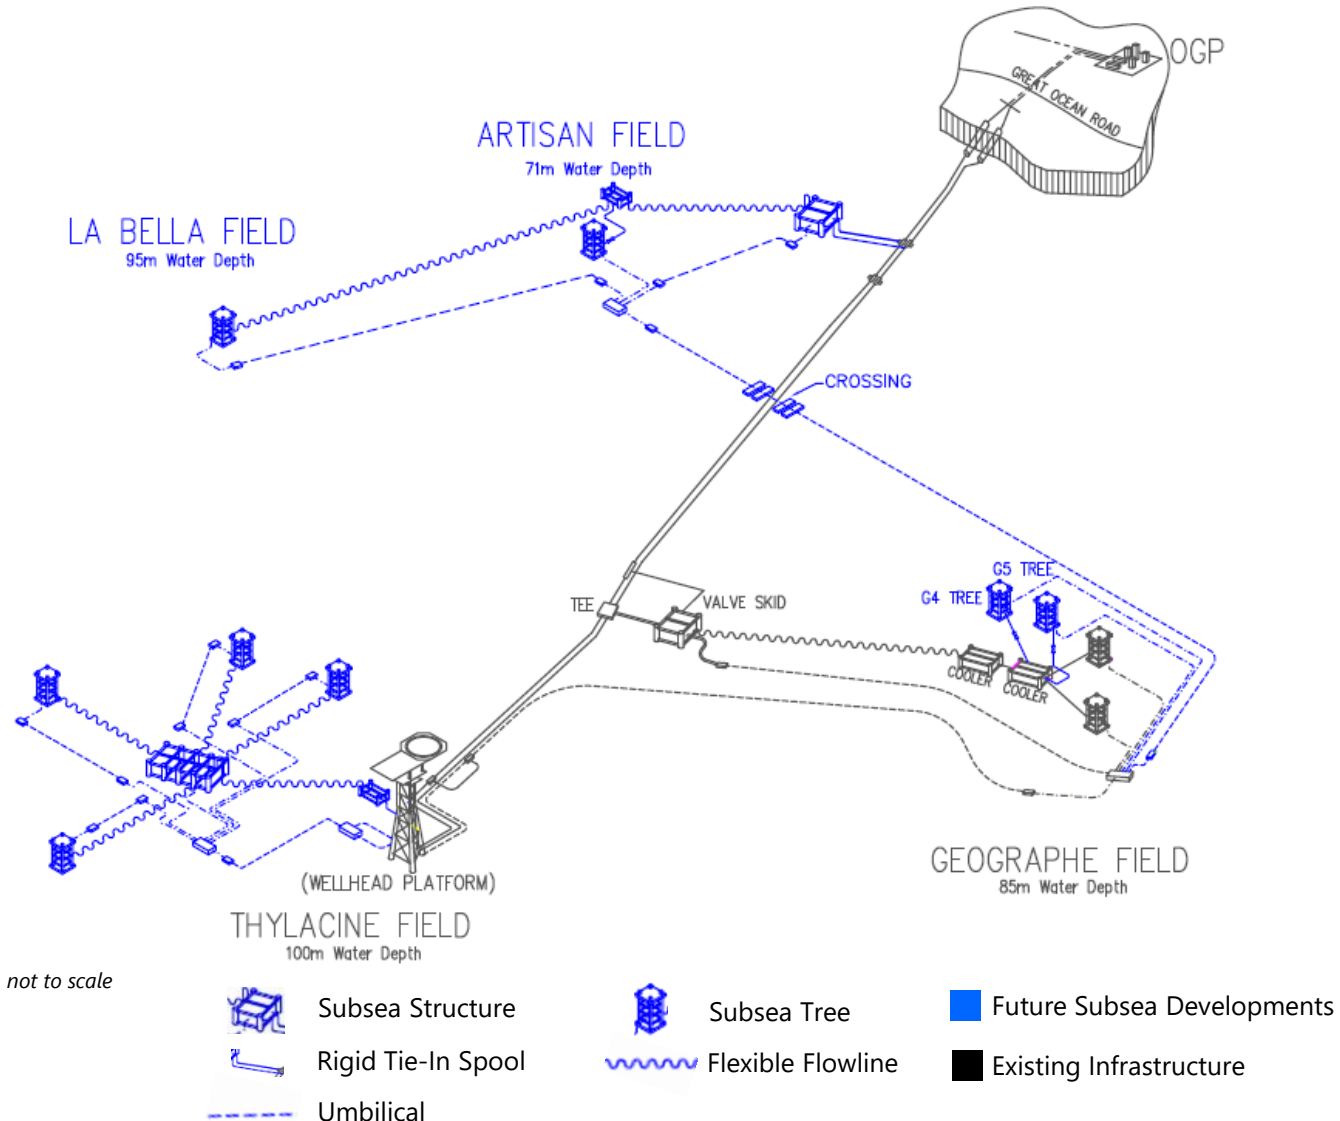 OGP
GREAT OCEAN ROAD
ARTISAN FIELD
71m Water Depth
LA BELLA FIELD
95m Water Depth
CROSSING
G5 TREE
G4 TREE
TEE
VALVE SKID
COOLER
COOLER
GEOGRAPHE FIELD
85m Water Depth
(WELLHEAD PLATFORM)
THYLACINE FIELD
100m Water Depth
not to scale
Subsea Structure
Subsea Tree
Future Subsea Developments
Rigid Tie-In Spool
Flexible Flowline
Existing Infrastructure
Umbilical